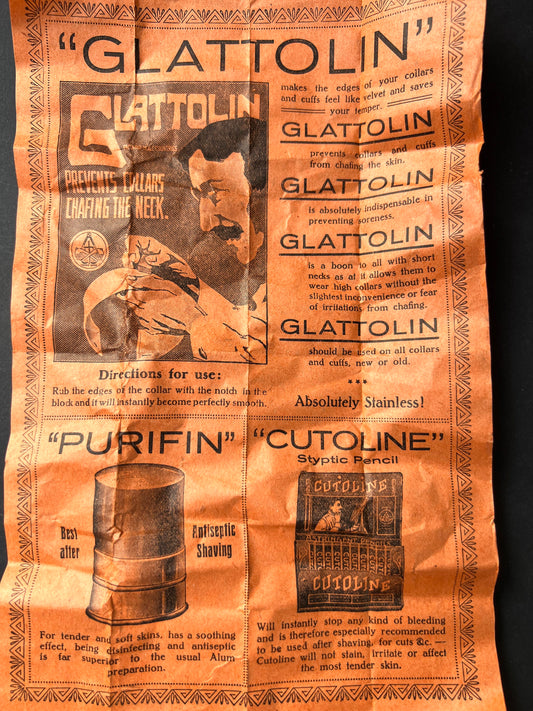 "GLATTOLIN"
GLATTOLIN
PREVENTS COLLARS
CHAFING THE NECK.
makes the edges of your collars
and cuffs feel like velvet and saves
your temper.
GLATTOLIN
prevents collars and cuffs
from chafing the skin.
GLATTOLIN
is absolutely indispensable in
preventing soreness.
GLATTOLIN
is a boon to all with short
necks as at it allows them to
wear high collars without the
slightest inconvenience or fear
of irritations from chafing.
GLATTOLIN
should be used on all collars
and cuffs, new or old.
***
Absolutely Stainless!
Directions for use:
Rub the edges of the collar with the notch in the
block and it will instantly become perfectly smooth.
"PURIFIN"
Best
after
Antiseptic
Shaving
For tender and soft skins, has a soothing
effect, being disinfecting and antiseptic
is far superior to the usual Alum
preparation.
"CUTOLINE"
Styptic Pencil
CUTOLINE
CUTOLINE
Will instantly stop any kind of bleeding
and is therefore especially recommended
to be used after shaving, for cuts &c. —
Cutoline will not stain, irritate or affect
the most tender skin.